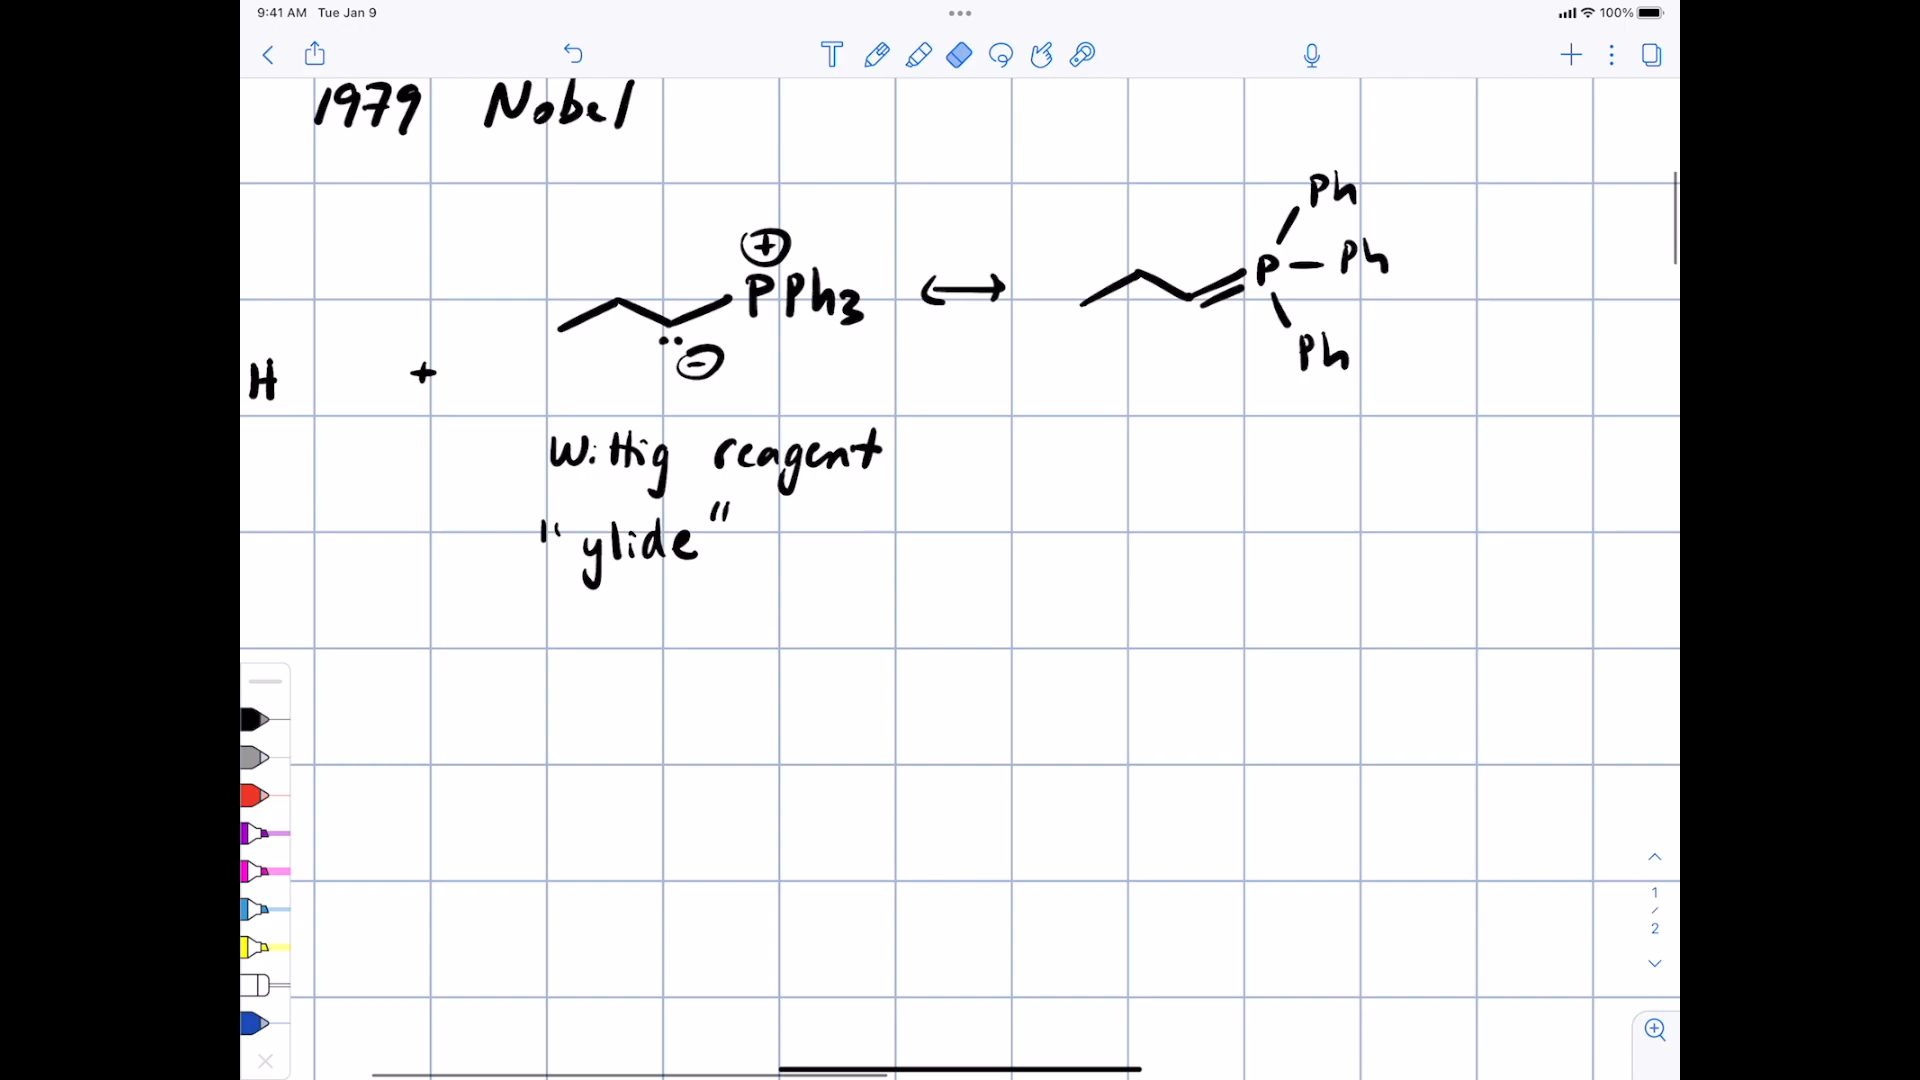 9:41 AM Tue Jan 9
100%
T
1979 Nobel
Ph
⊕
PPh3 ↔ P - Ph
⊖
Ph
H +
Wittig reagent
"ylide"
1
/
2